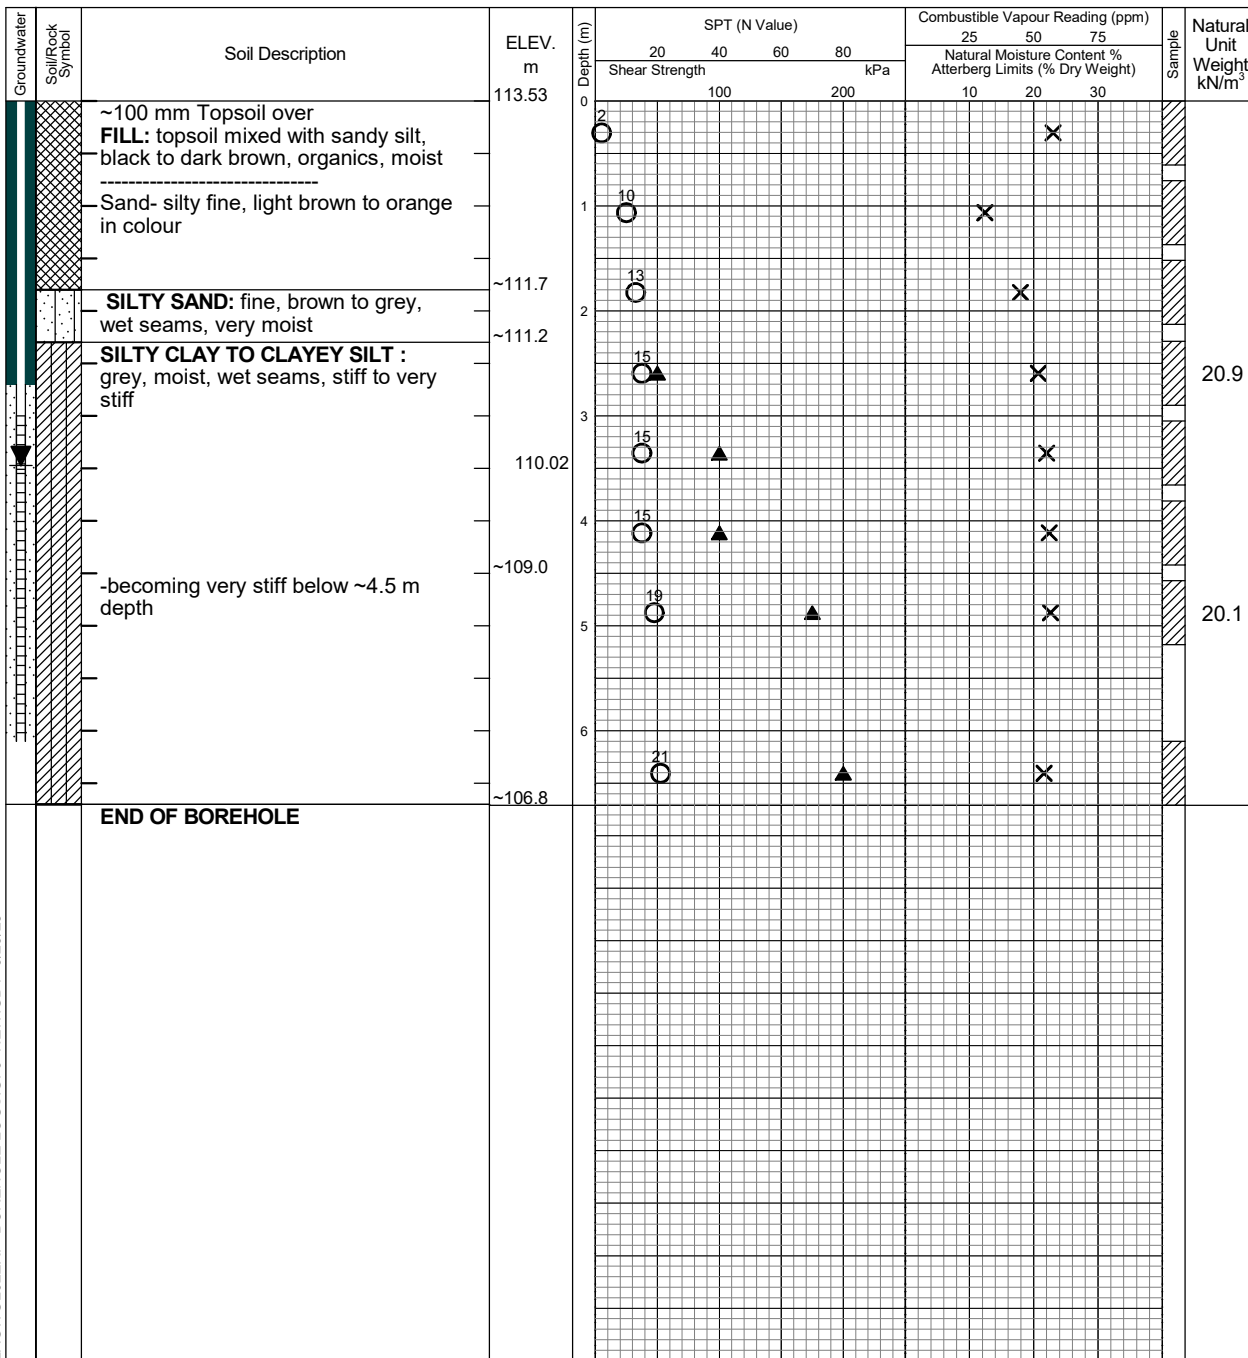 Groundwater
Soil/Rock
Symbol
Soil Description
ELEV.
m
Depth (m)
SPT (N Value)
20 40 60 80
Shear Strength kPa
100 200
Combustible Vapour Reading (ppm)
25 50 75
Natural Moisture Content %
Atterberg Limits (% Dry Weight)
10 20 30
Sample
Natural
Unit
Weight
kN/m³
113.53
0
~100 mm Topsoil over
FILL: topsoil mixed with sandy silt,
black to dark brown, organics, moist
------------------------------
Sand- silty fine, light brown to orange
in colour
2
10
1
~111.7
13
SILTY SAND: fine, brown to grey,
wet seams, very moist
2
~111.2
SILTY CLAY TO CLAYEY SILT :
grey, moist, wet seams, stiff to very
stiff
15
20.9
3
15
110.02
15
4
~109.0
-becoming very stiff below ~4.5 m
depth
19
20.1
5
6
21
~106.8
END OF BOREHOLE